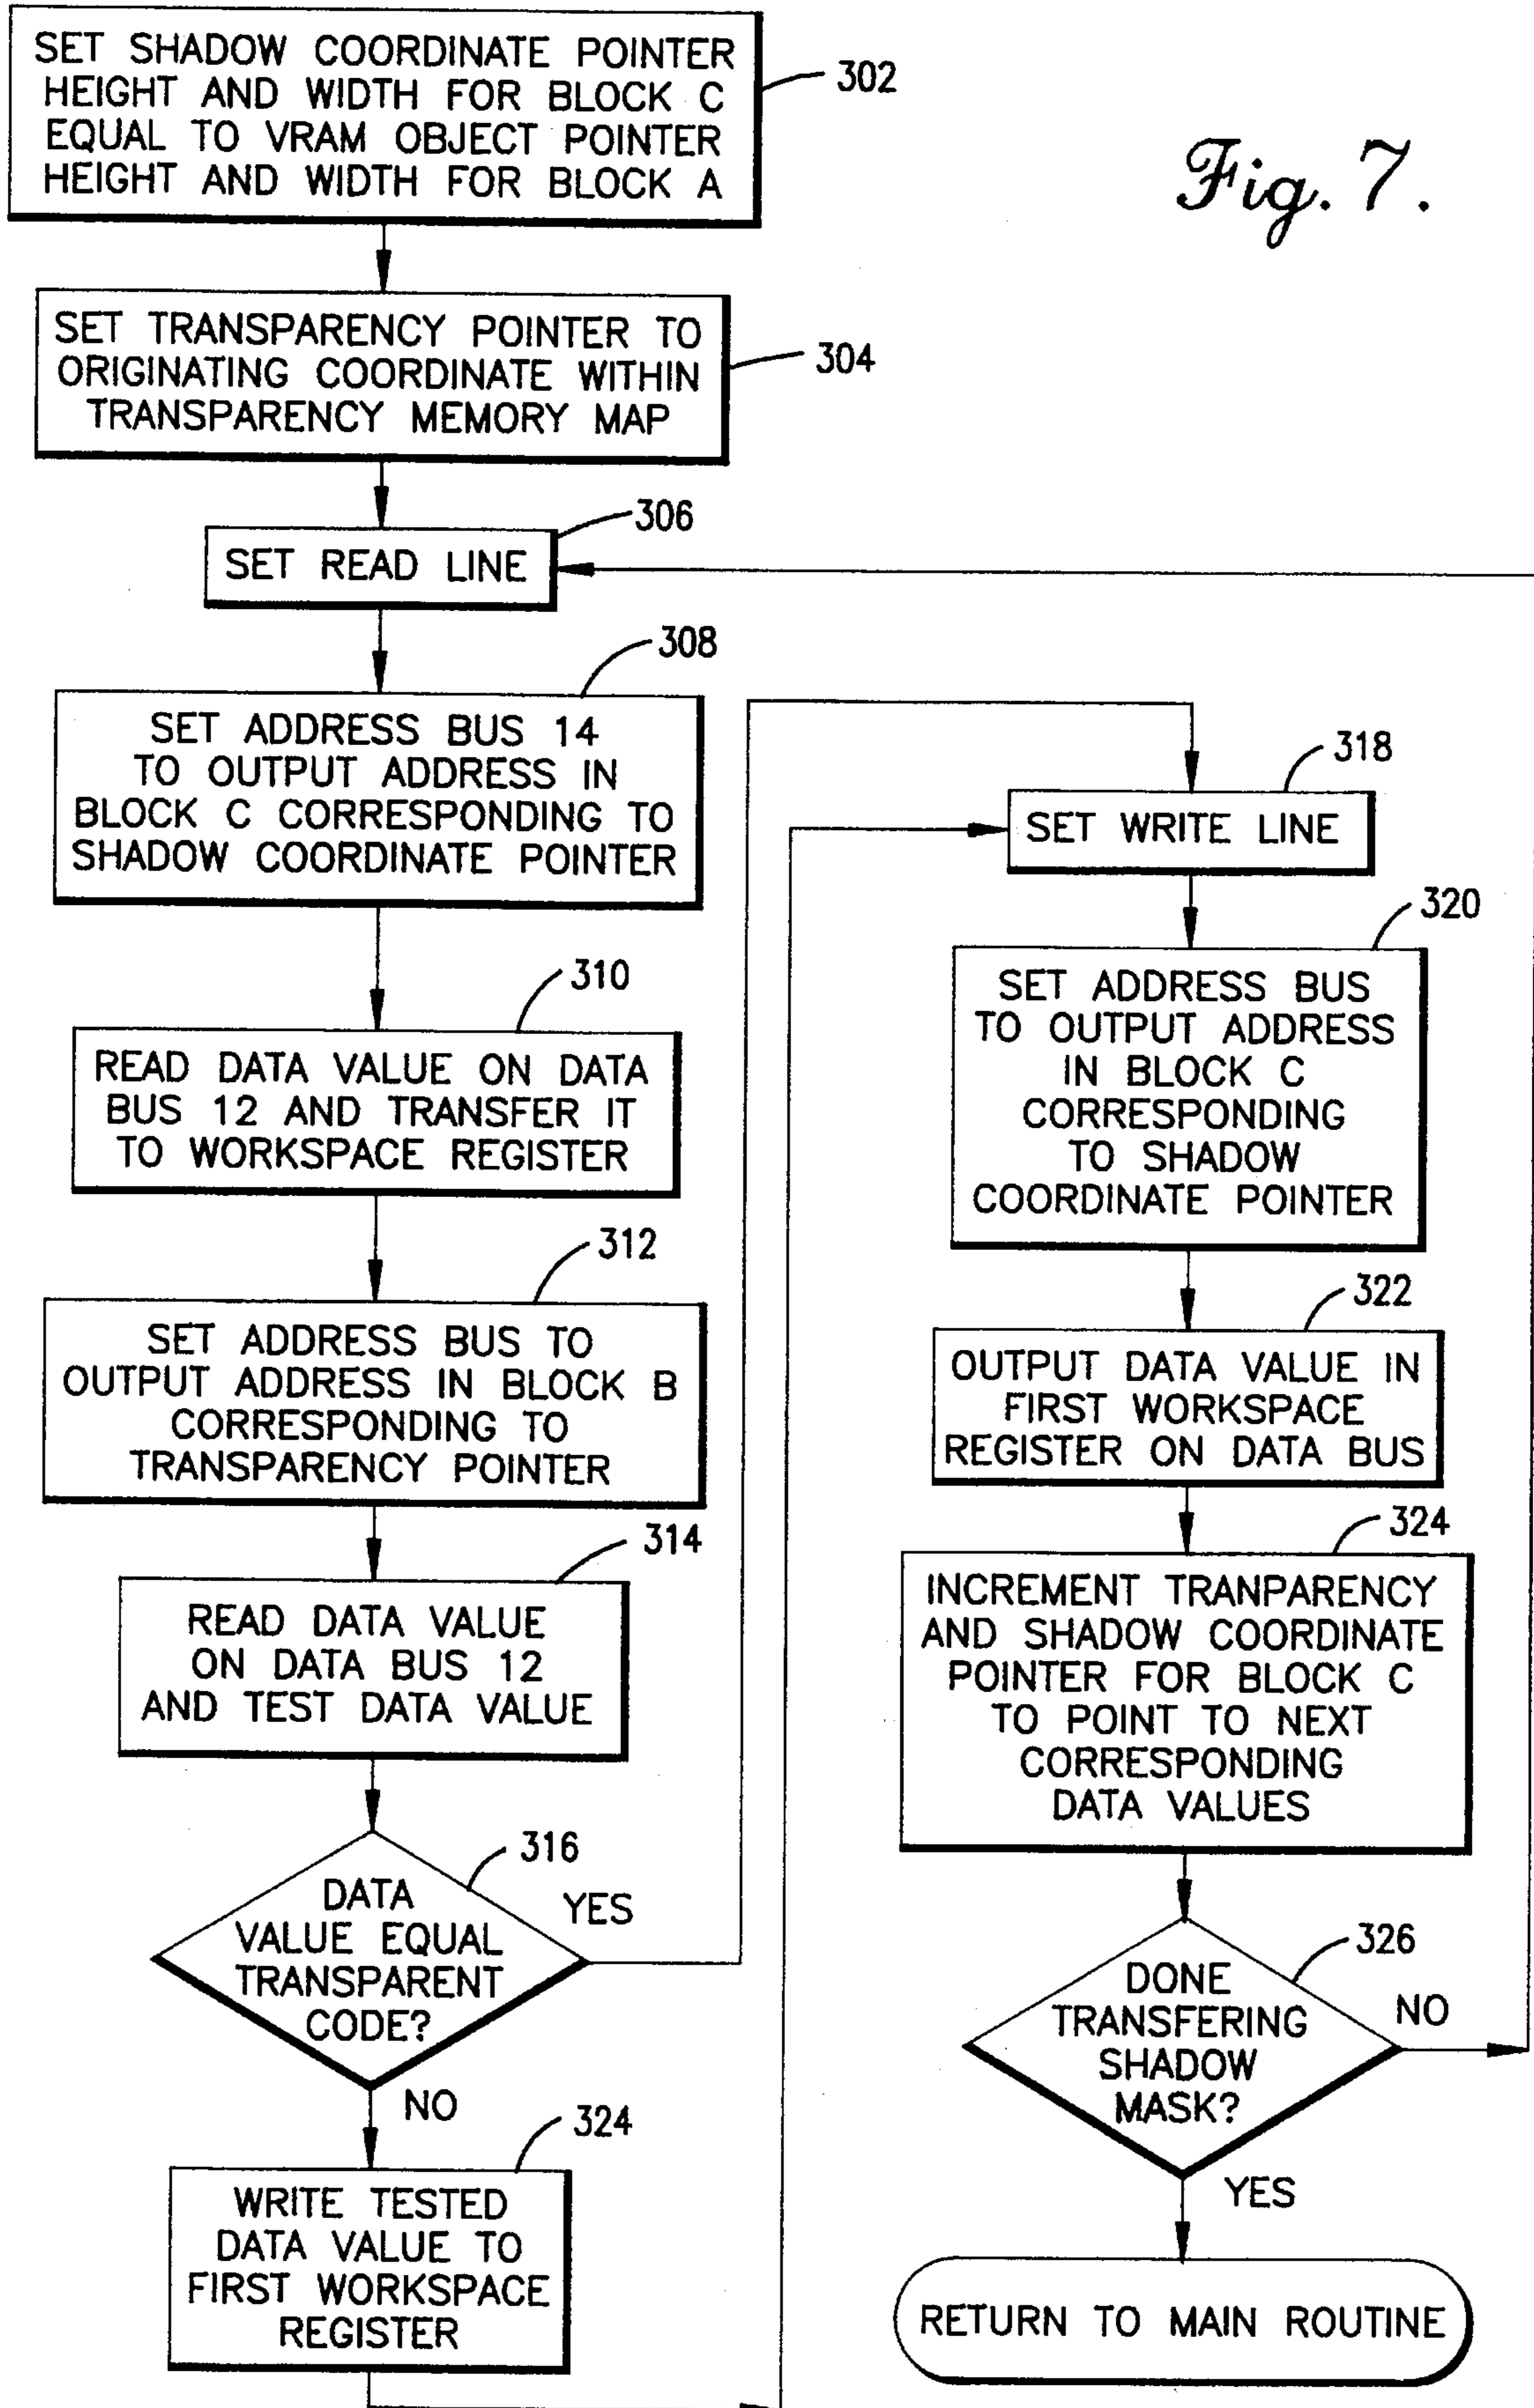 SET SHADOW COORDINATE POINTER
HEIGHT AND WIDTH FOR BLOCK C
EQUAL TO VRAM OBJECT POINTER
HEIGHT AND WIDTH FOR BLOCK A
302
Fig. 7.
SET TRANSPARENCY POINTER TO
ORIGINATING COORDINATE WITHIN
TRANSPARENCY MEMORY MAP
304
306
SET READ LINE
308
SET ADDRESS BUS 14
TO OUTPUT ADDRESS IN
BLOCK C CORRESPONDING TO
SHADOW COORDINATE POINTER
310
READ DATA VALUE ON DATA
BUS 12 AND TRANSFER IT
TO WORKSPACE REGISTER
312
SET ADDRESS BUS TO
OUTPUT ADDRESS IN BLOCK B
CORRESPONDING TO
TRANSPARENCY POINTER
314
READ DATA VALUE
ON DATA BUS 12
AND TEST DATA VALUE
316
DATA
VALUE EQUAL
TRANSPARENT
CODE?
YES
NO
324
WRITE TESTED
DATA VALUE TO
FIRST WORKSPACE
REGISTER
318
SET WRITE LINE
320
SET ADDRESS BUS
TO OUTPUT ADDRESS
IN BLOCK C
CORRESPONDING
TO SHADOW
COORDINATE POINTER
322
OUTPUT DATA VALUE IN
FIRST WORKSPACE
REGISTER ON DATA BUS
324
INCREMENT TRANPARENCY
AND SHADOW COORDINATE
POINTER FOR BLOCK C
TO POINT TO NEXT
CORRESPONDING
DATA VALUES
326
DONE
TRANSFERING
SHADOW
MASK?
NO
YES
RETURN TO MAIN ROUTINE